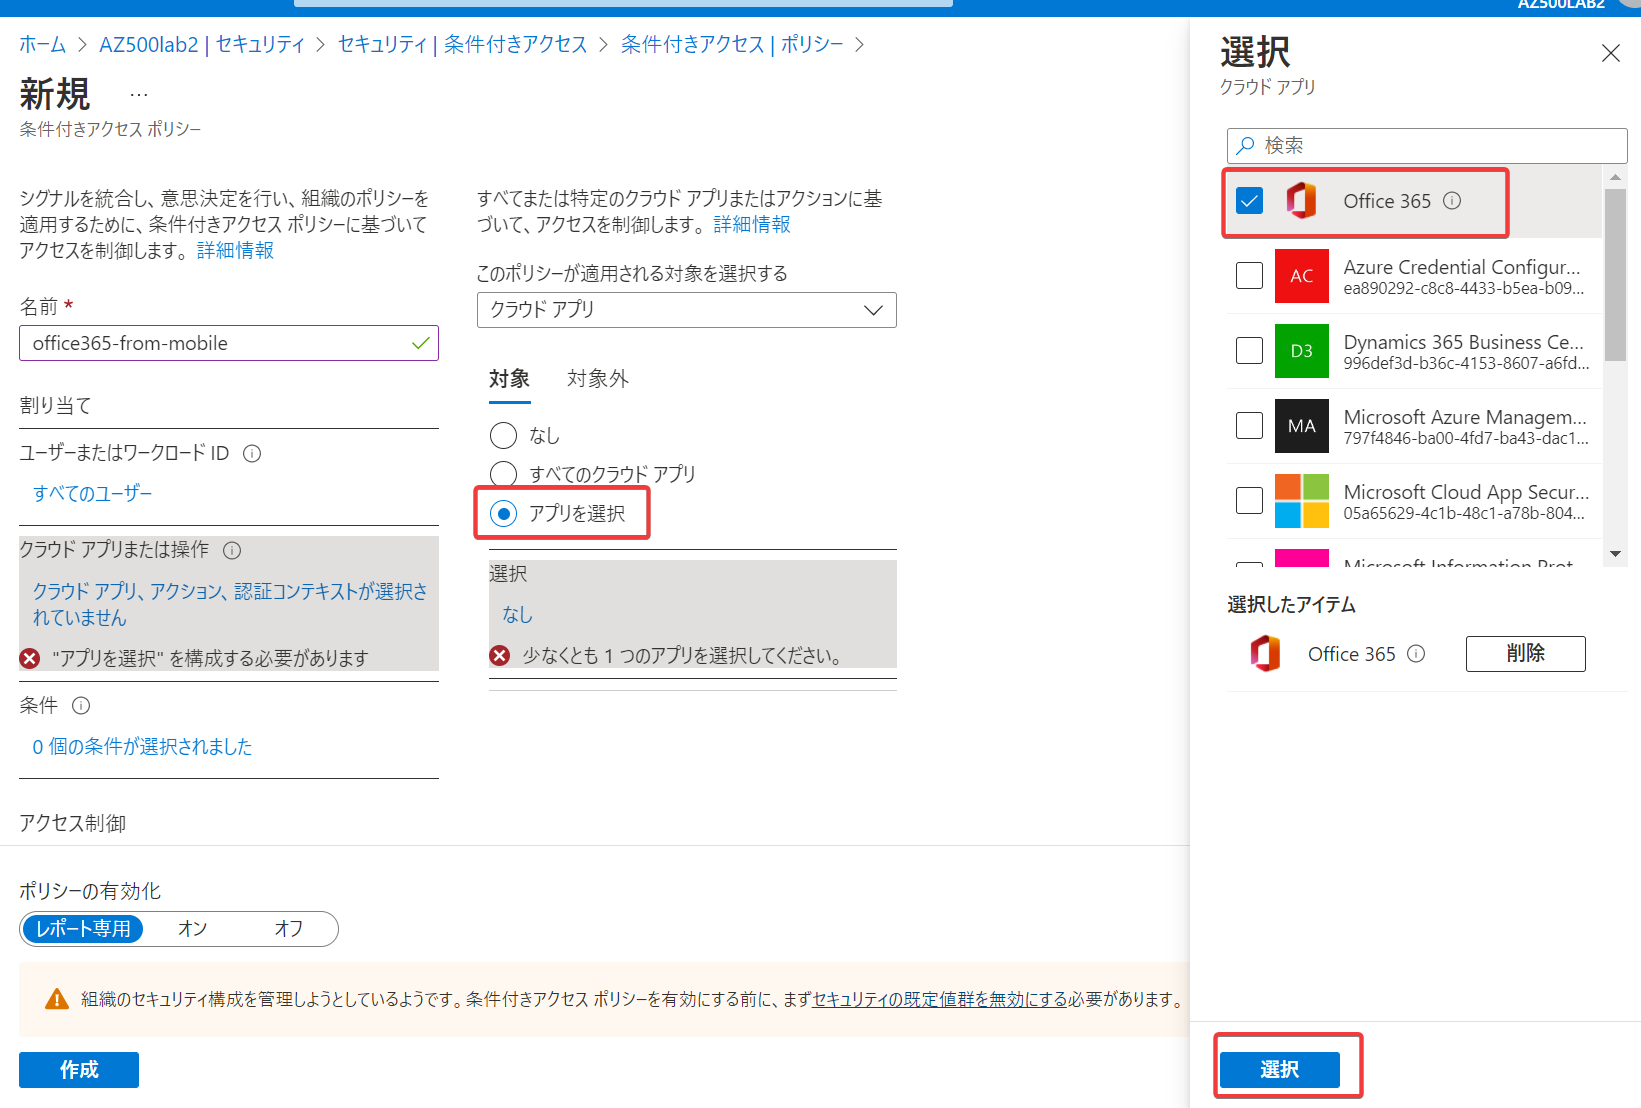 AZ500LAB2
ホーム > AZ500lab2 | セキュリティ > セキュリティ | 条件付きアクセス > 条件付きアクセス | ポリシー >
新規 …
条件付きアクセス ポリシー
シグナルを統合し、意思決定を行い、組織のポリシーを
適用するために、条件付きアクセス ポリシーに基づいて
アクセスを制御します。 詳細情報
名前 *
office365-from-mobile
割り当て
ユーザーまたはワークロード ID
すべてのユーザー
クラウド アプリまたは操作
クラウド アプリ、アクション、認証コンテキストが選択さ
れていません
"アプリを選択" を構成する必要があります
条件
0 個の条件が選択されました
アクセス制御
すべてまたは特定のクラウド アプリまたはアクションに基
づいて、アクセスを制御します。 詳細情報
このポリシーが適用される対象を選択する
クラウド アプリ
対象 対象外
なし
すべてのクラウド アプリ
アプリを選択
選択
なし
少なくとも 1 つのアプリを選択してください。
ポリシーの有効化
レポート専用 オン オフ
組織のセキュリティ構成を管理しようとしているようです。条件付きアクセス ポリシーを有効にする前に、まずセキュリティの既定値群を無効にする必要があります。
作成
選択
クラウド アプリ
検索
Office 365
AC
Azure Credential Configur...
ea890292-c8c8-4433-b5ea-b09...
D3
Dynamics 365 Business Ce...
996def3d-b36c-4153-8607-a6fd...
MA
Microsoft Azure Managem...
797f4846-ba00-4fd7-ba43-dac1...
Microsoft Cloud App Secur...
05a65629-4c1b-48c1-a78b-804...
Microsoft Information Prot
選択したアイテム
Office 365
削除
選択